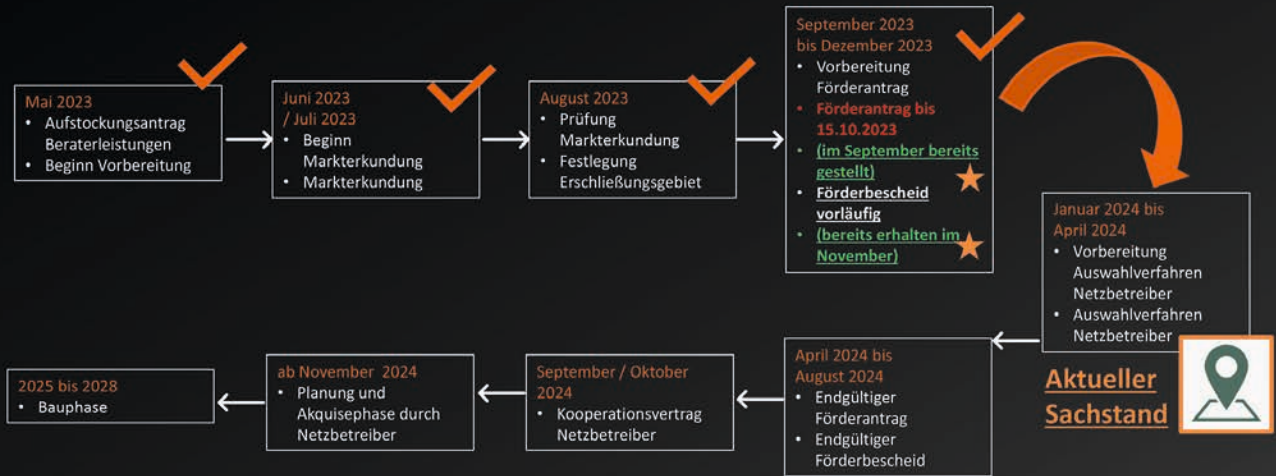 Mai 2023
• Aufstockungsantrag
Beraterleistungen
• Beginn Vorbereitung
Juni 2023
/ Juli 2023
• Beginn
Markterkundung
• Markterkundung
August 2023
• Prüfung
Markterkundung
• Festlegung
Erschließungsgebiet
September 2023
bis Dezember 2023
• Vorbereitung
Förderantrag
• Förderantrag bis
15.10.2023
• (im September bereits
gestellt)
• Förderbescheid
vorläufig
• (bereits erhalten im
November)
Januar 2024 bis
April 2024
• Vorbereitung
Auswahlverfahren
Netzbetreiber
• Auswahlverfahren
Netzbetreiber
Aktueller
Sachstand
April 2024 bis
August 2024
• Endgültiger
Förderantrag
• Endgültiger
Förderbescheid
September / Oktober
2024
• Kooperationsvertrag
Netzbetreiber
ab November 2024
• Planung und
Akquisephase durch
Netzbetreiber
2025 bis 2028
• Bauphase